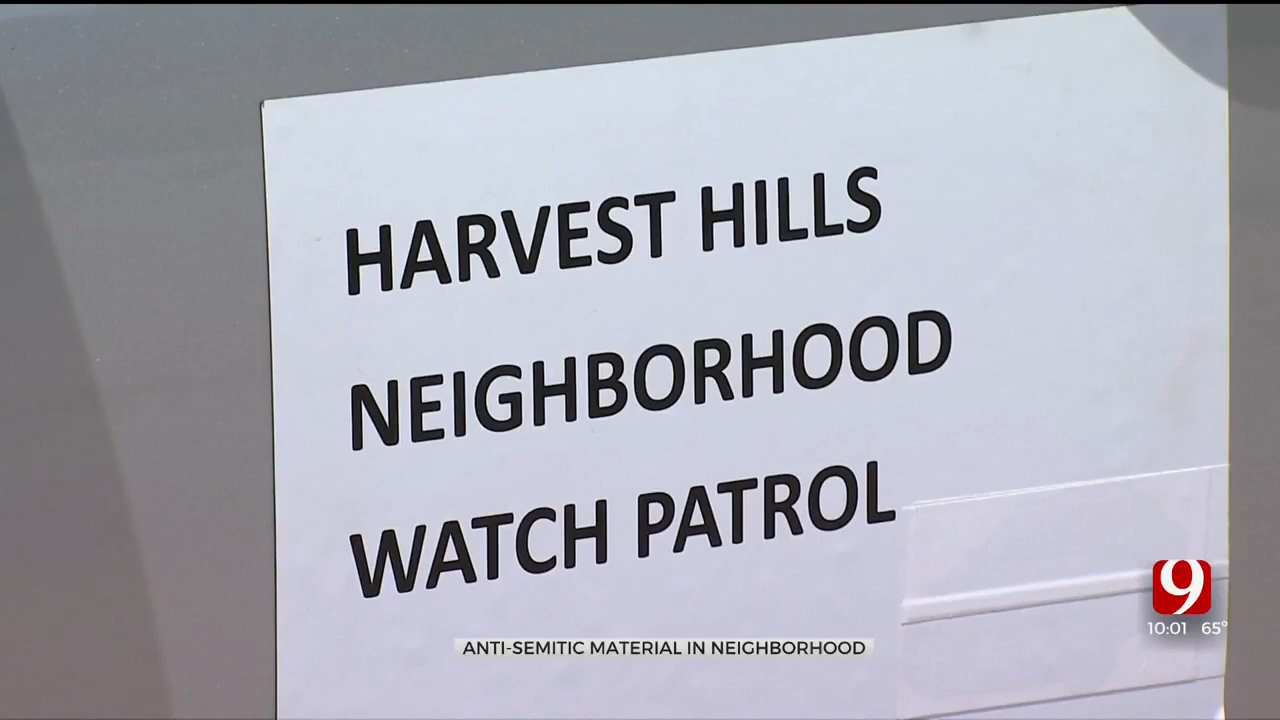 HARVEST HILLS
NEIGHBORHOOD
WATCH PATROL
9
10:01 65°
ANTI-SEMITIC MATERIAL IN NEIGHBORHOOD